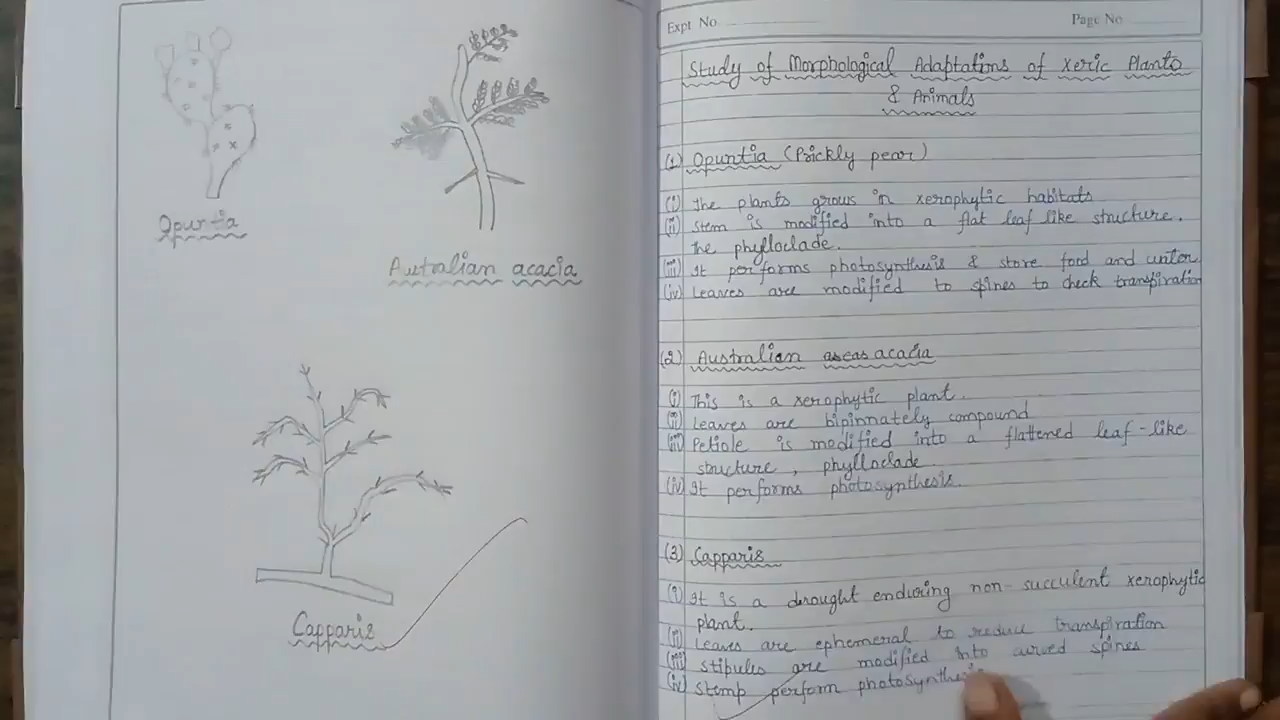 Opuntia
Australian acacia
Capparis
Expt No
Page No
Study of Morphological Adaptations of Xeric Plants
& Animals
(1) Opuntia (Prickly pear)
(i) The plants grows in xerophytic habitats
(ii) Stem is modified into a flat leaf like structure.
the phylloclade.
(iii) It performs photosynthesis & store food and
(iv) Leaves are modified to spines to check transpiration
(2) Australian acacia
(i) This is a xerophytic plant.
(ii) Leaves are bipinnately compound
(iii) Petiole is modified into a flattened leaf-like
structure, phylloclade
(iv) It performs photosynthesis.
(3) Capparis
(i) It is a drought enduring non-succulent xerophytic
plant.
(ii) Leaves are ephemeral to reduce transpiration
(iii) Stipules are modified into curved spines
(iv) perform